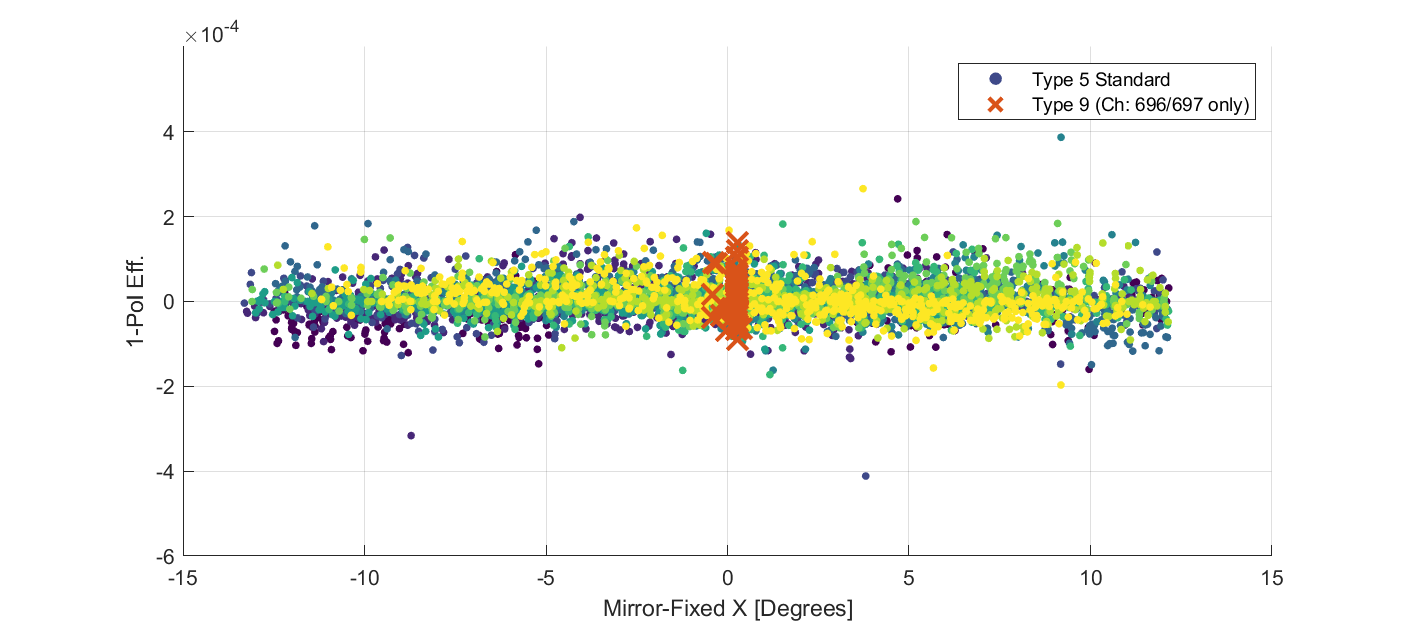 ×10⁻⁴
Type 5 Standard
Type 9 (Ch: 696/697 only)
4
2
0
-2
-4
-6
1-Pol Eff.
-15 -10 -5 0 5 10 15
Mirror-Fixed X [Degrees]